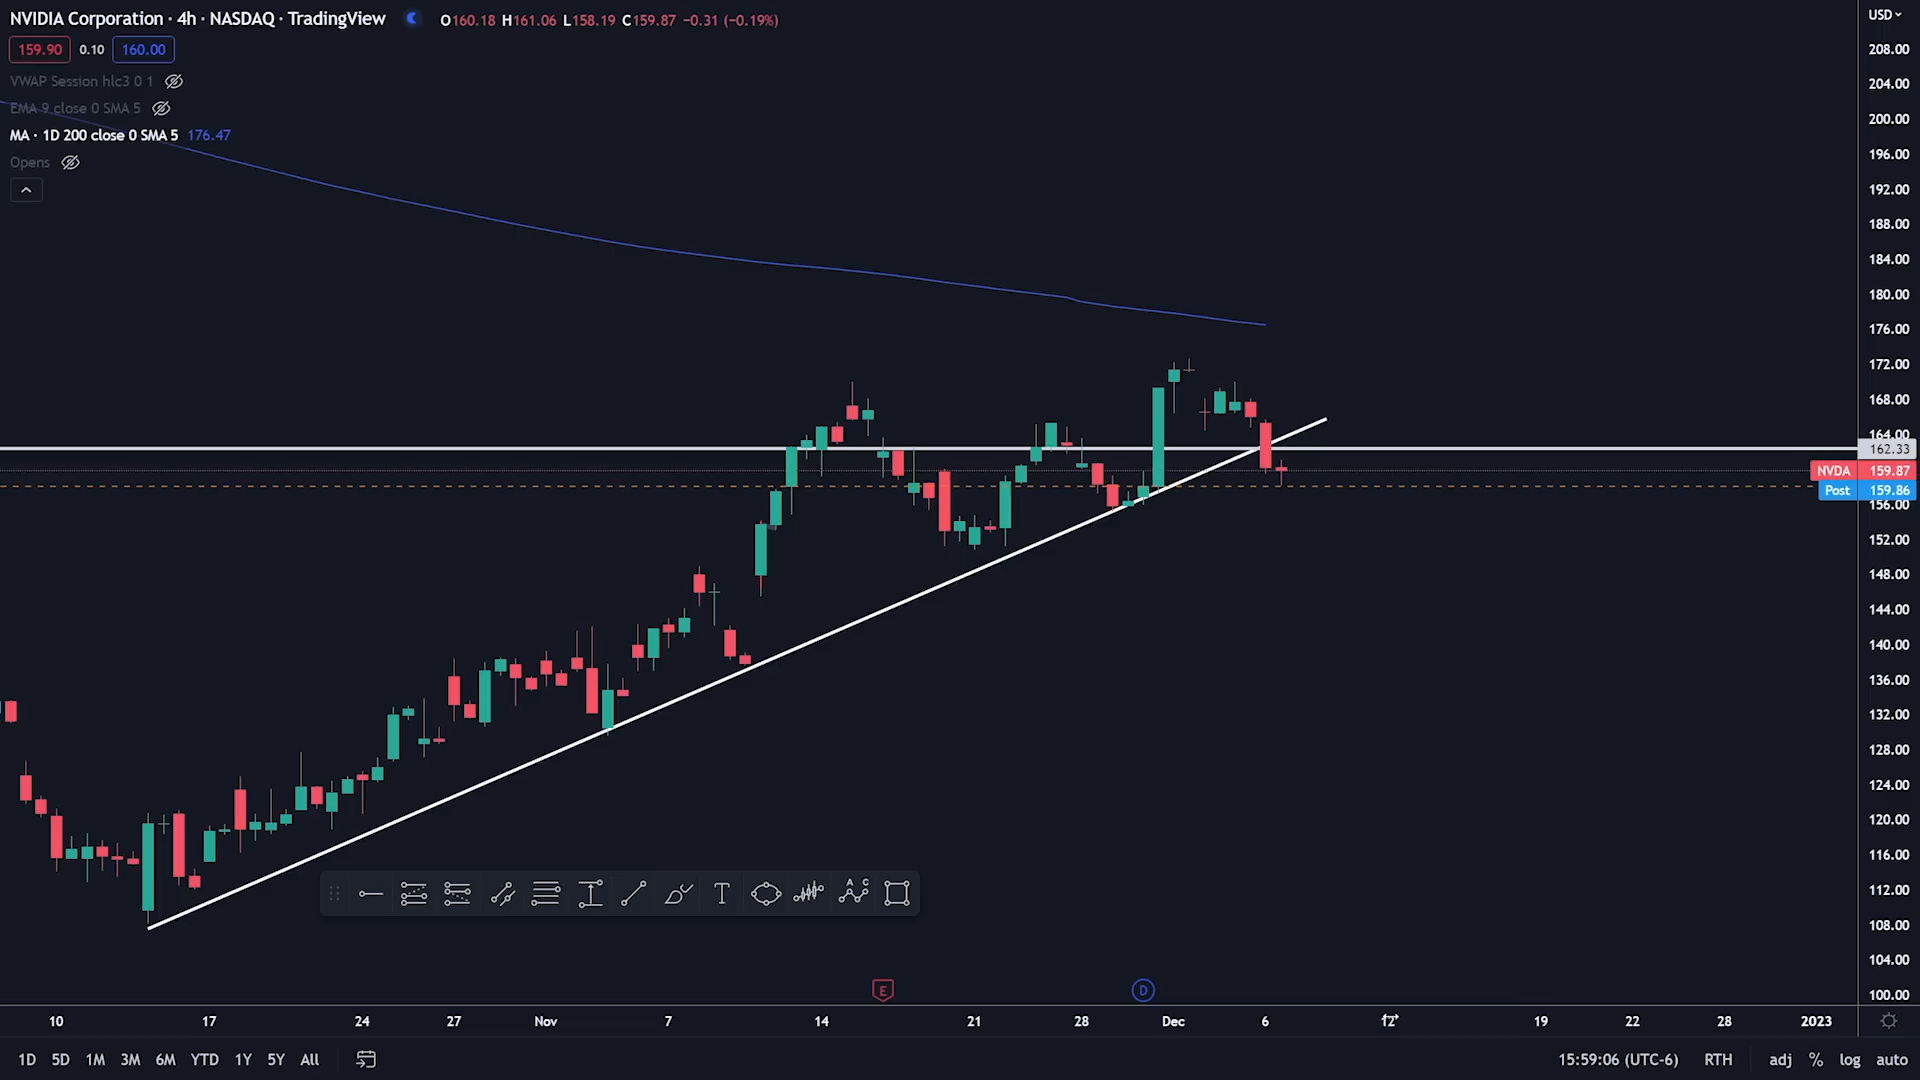 NVIDIA Corporation · 4h · NASDAQ · TradingView O160.18 H161.06 L158.19 C159.87 −0.31 (−0.19%)
159.90 0.10 160.00
VWAP Session hlc3 0 1
EMA 9 close 0 SMA 5
MA · 1D 200 close 0 SMA 5 176.47
Opens
USD
208.00
204.00
200.00
196.00
192.00
188.00
184.00
180.00
176.00
172.00
168.00
164.00
162.33
NVDA 159.87
Post 159.86
156.00
152.00
148.00
144.00
140.00
136.00
132.00
128.00
124.00
120.00
116.00
112.00
108.00
104.00
100.00
T
A C
E D
10 17 24 27 Nov 7 14 21 28 Dec 6 19 22 28 2023
1D 5D 1M 3M 6M YTD 1Y 5Y All 15:59:06 (UTC-6) RTH adj % log auto